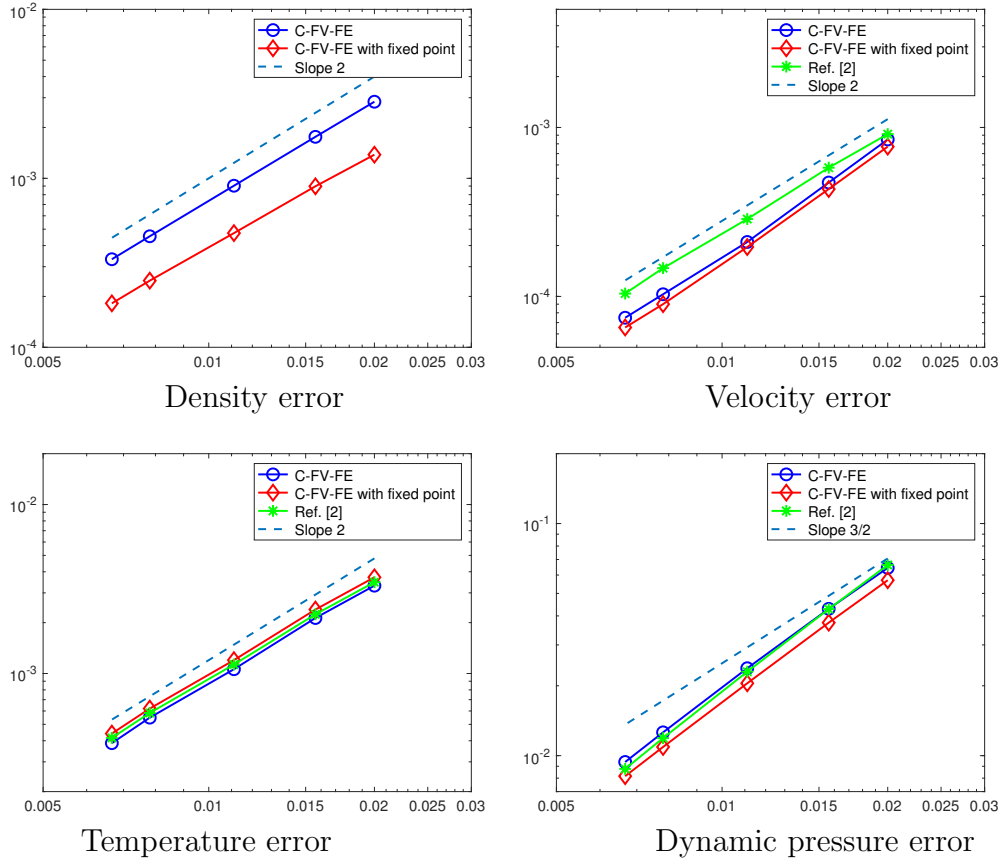 10^-2
10^-3
10^-4
0.005
0.01
0.015
0.02
0.025
0.03
C-FV-FE
C-FV-FE with fixed point
Slope 2
Density error
10^-3
10^-4
0.005
0.01
0.015
0.02
0.025
0.03
C-FV-FE
C-FV-FE with fixed point
Ref. [2]
Slope 2
Velocity error
10^-2
10^-3
0.005
0.01
0.015
0.02
0.025
0.03
C-FV-FE
C-FV-FE with fixed point
Ref. [2]
Slope 2
Temperature error
10^-1
10^-2
0.005
0.01
0.015
0.02
0.025
0.03
C-FV-FE
C-FV-FE with fixed point
Ref. [2]
Slope 3/2
Dynamic pressure error